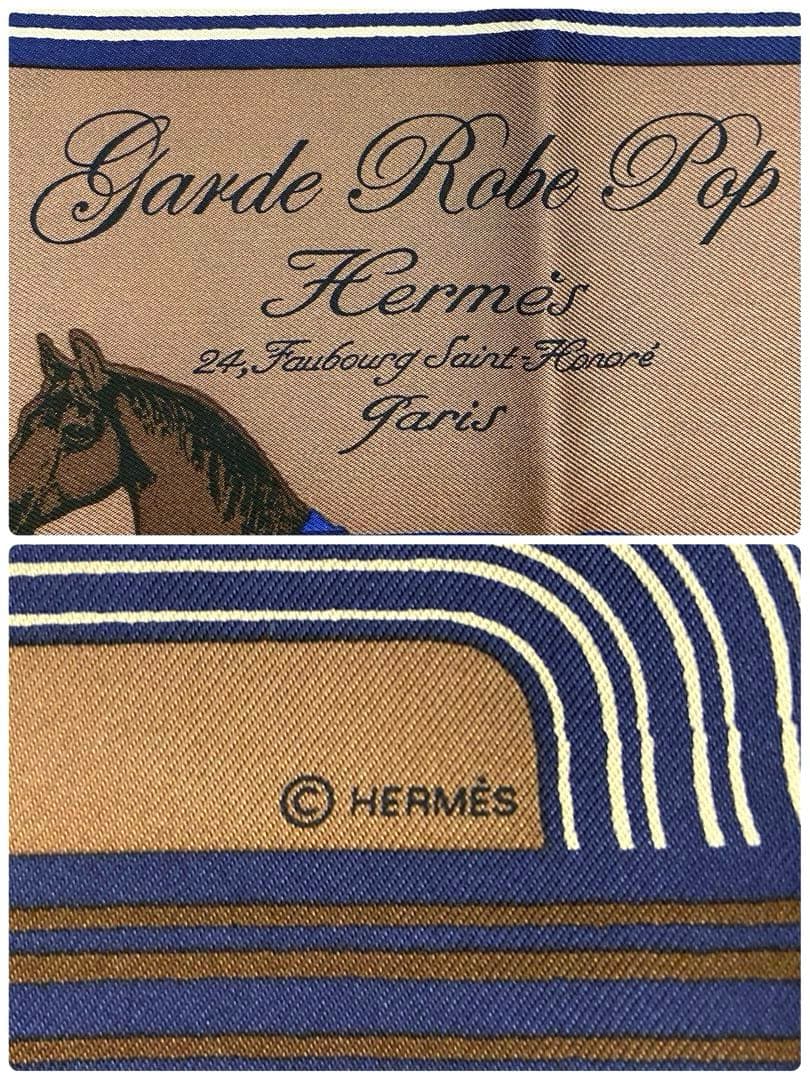 Garde Robe Pop
Hermès
24, Faubourg Saint-Honoré
Paris
© HERMÈS